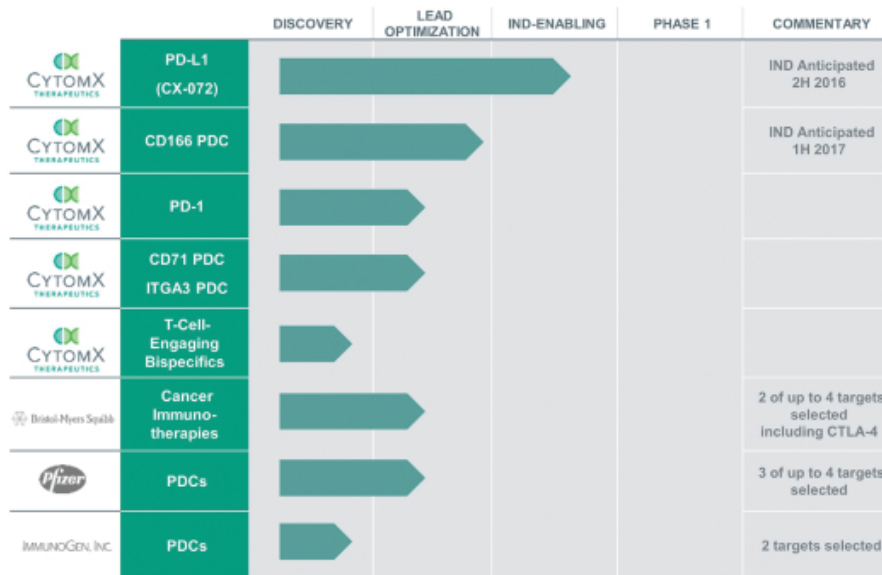 DISCOVERY
LEAD
OPTIMIZATION
IND-ENABLING
PHASE 1
COMMENTARY
CYTOMX
THERAPEUTICS
PD-L1
(CX-072)
IND Anticipated
2H 2016
CYTOMX
THERAPEUTICS
CD166 PDC
IND Anticipated
1H 2017
CYTOMX
THERAPEUTICS
PD-1
CYTOMX
THERAPEUTICS
CD71 PDC
ITGA3 PDC
CYTOMX
THERAPEUTICS
T-Cell-
Engaging
Bispecifics
Bristol-Myers Squibb
Cancer
Immuno-
therapies
2 of up to 4 targets
selected
including CTLA-4
Pfizer
PDCs
3 of up to 4 targets
selected
IMMUNOGEN, INC.
PDCs
2 targets selected